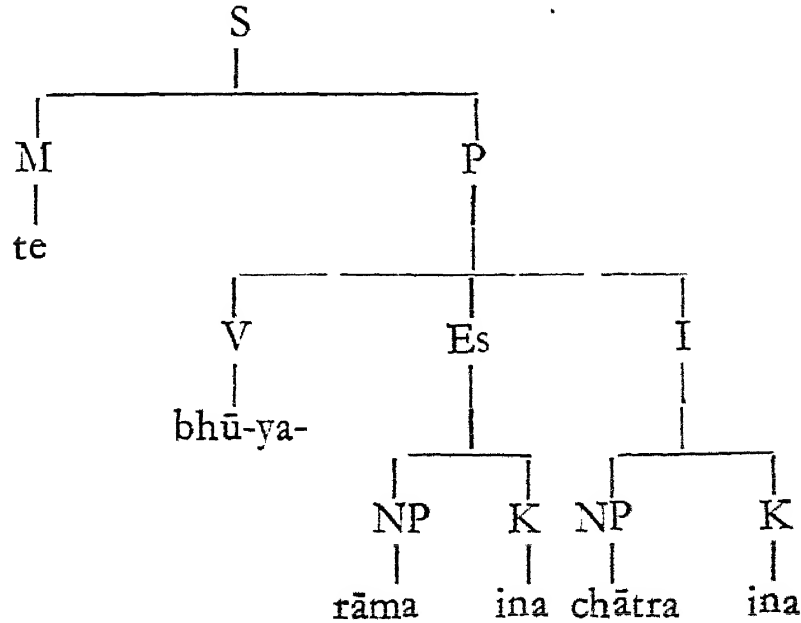 S
M P
te
V Es I
bhū-ya-
NP K NP K
rāma ina chātra ina